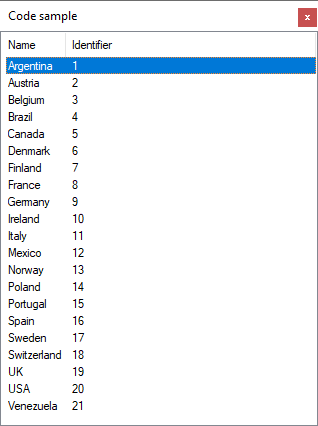 Code sample x
Name Identifier
Argentina 1
Austria 2
Belgium 3
Brazil 4
Canada 5
Denmark 6
Finland 7
France 8
Germany 9
Ireland 10
Italy 11
Mexico 12
Norway 13
Poland 14
Portugal 15
Spain 16
Sweden 17
Switzerland 18
UK 19
USA 20
Venezuela 21